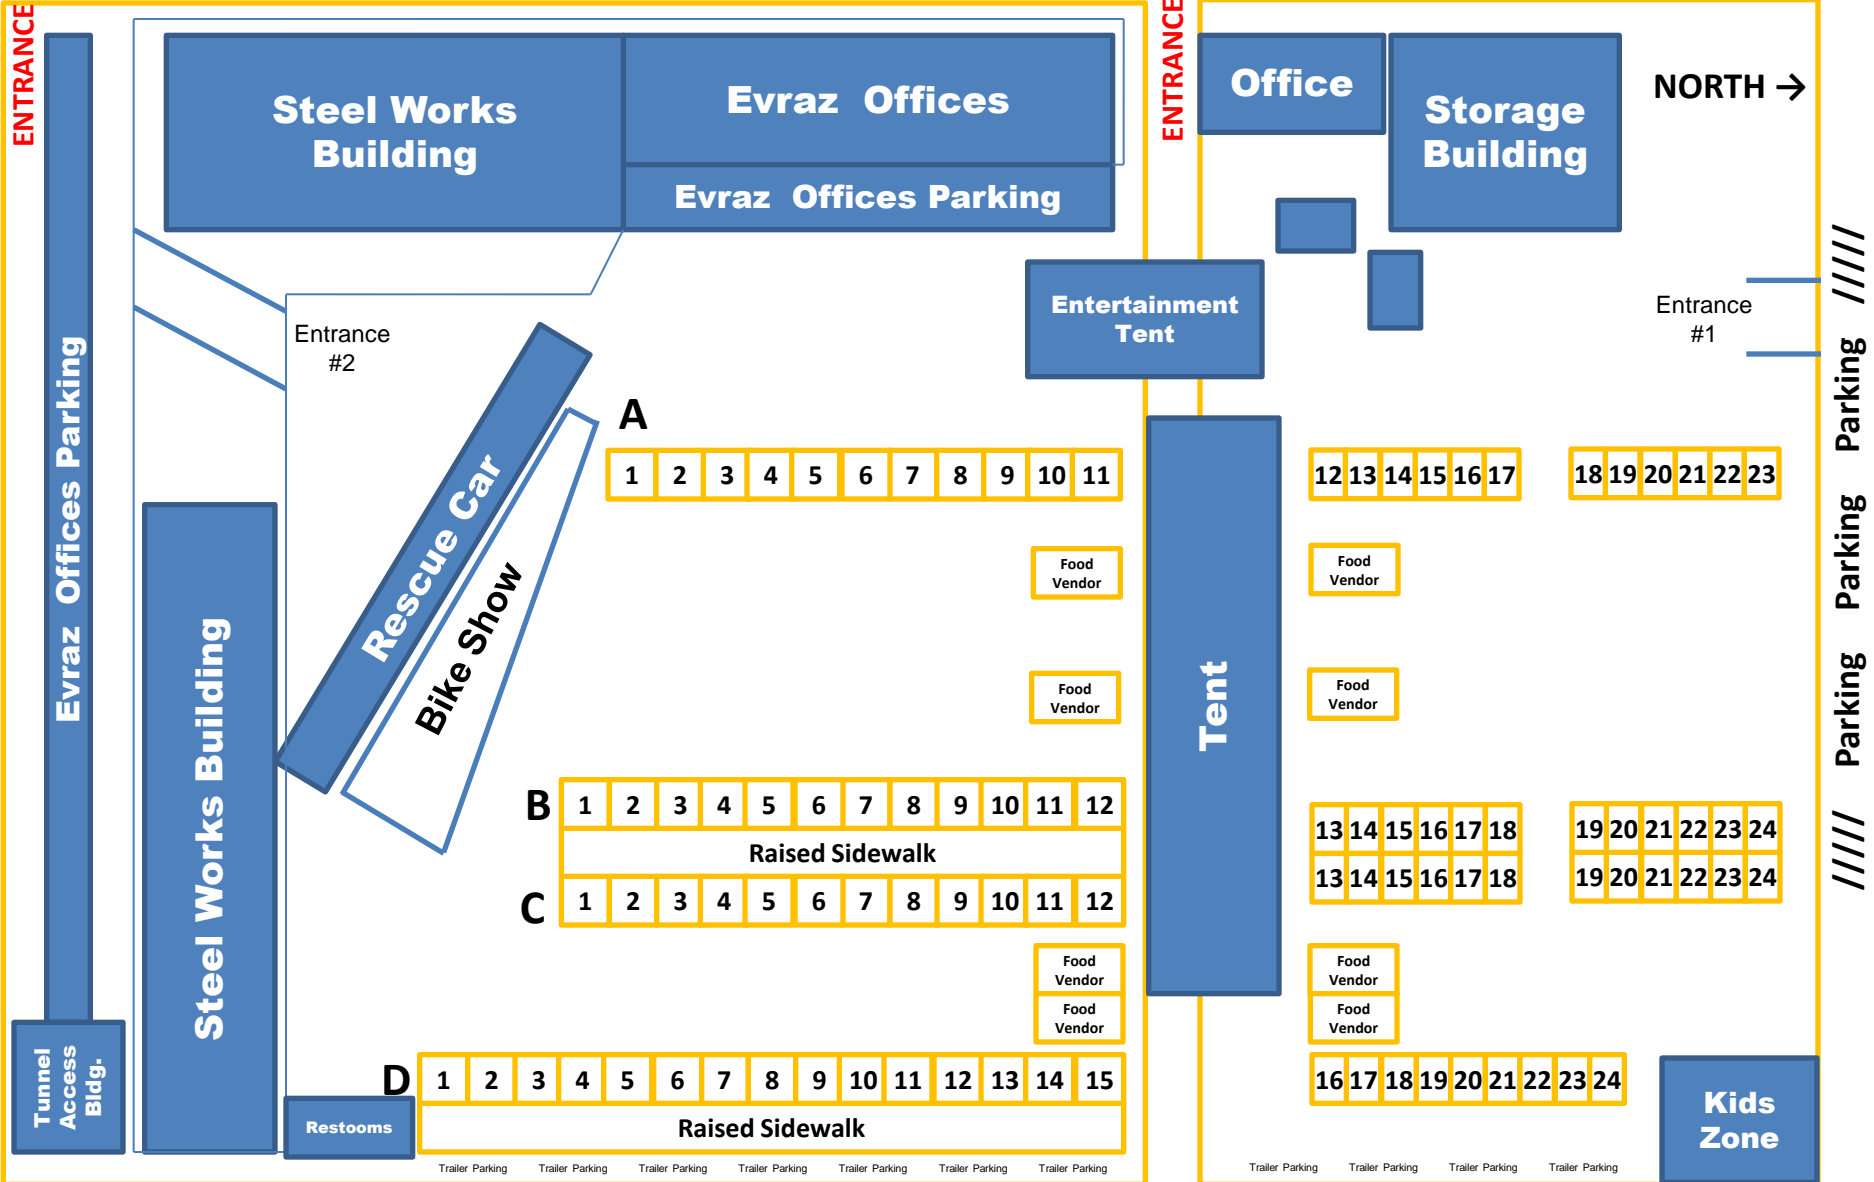 ENTRANCE
ENTRANCE
Steel Works
Building
Evraz Offices
Evraz Offices Parking
Office
Storage
Building
NORTH →
Entertainment
Tent
Entrance
#1
Entrance
#2
/////
Parking
Parking
Parking
/////
Evraz Offices Parking
Steel Works Building
Rescue Car
Bike Show
Tent
A
1 2 3 4 5 6 7 8 9 10 11
12 13 14 15 16 17
18 19 20 21 22 23
Food
Vendor
Food
Vendor
Food
Vendor
Food
Vendor
B
1 2 3 4 5 6 7 8 9 10 11 12
13 14 15 16 17 18
19 20 21 22 23 24
Raised Sidewalk
C
1 2 3 4 5 6 7 8 9 10 11 12
13 14 15 16 17 18
19 20 21 22 23 24
Food
Vendor
Food
Vendor
Food
Vendor
Food
Vendor
Tunnel
Access
Bldg.
D
1 2 3 4 5 6 7 8 9 10 11 12 13 14 15
16 17 18 19 20 21 22 23 24
Restooms
Raised Sidewalk
Kids
Zone
Trailer Parking Trailer Parking Trailer Parking Trailer Parking Trailer Parking Trailer Parking Trailer Parking
Trailer Parking Trailer Parking Trailer Parking Trailer Parking